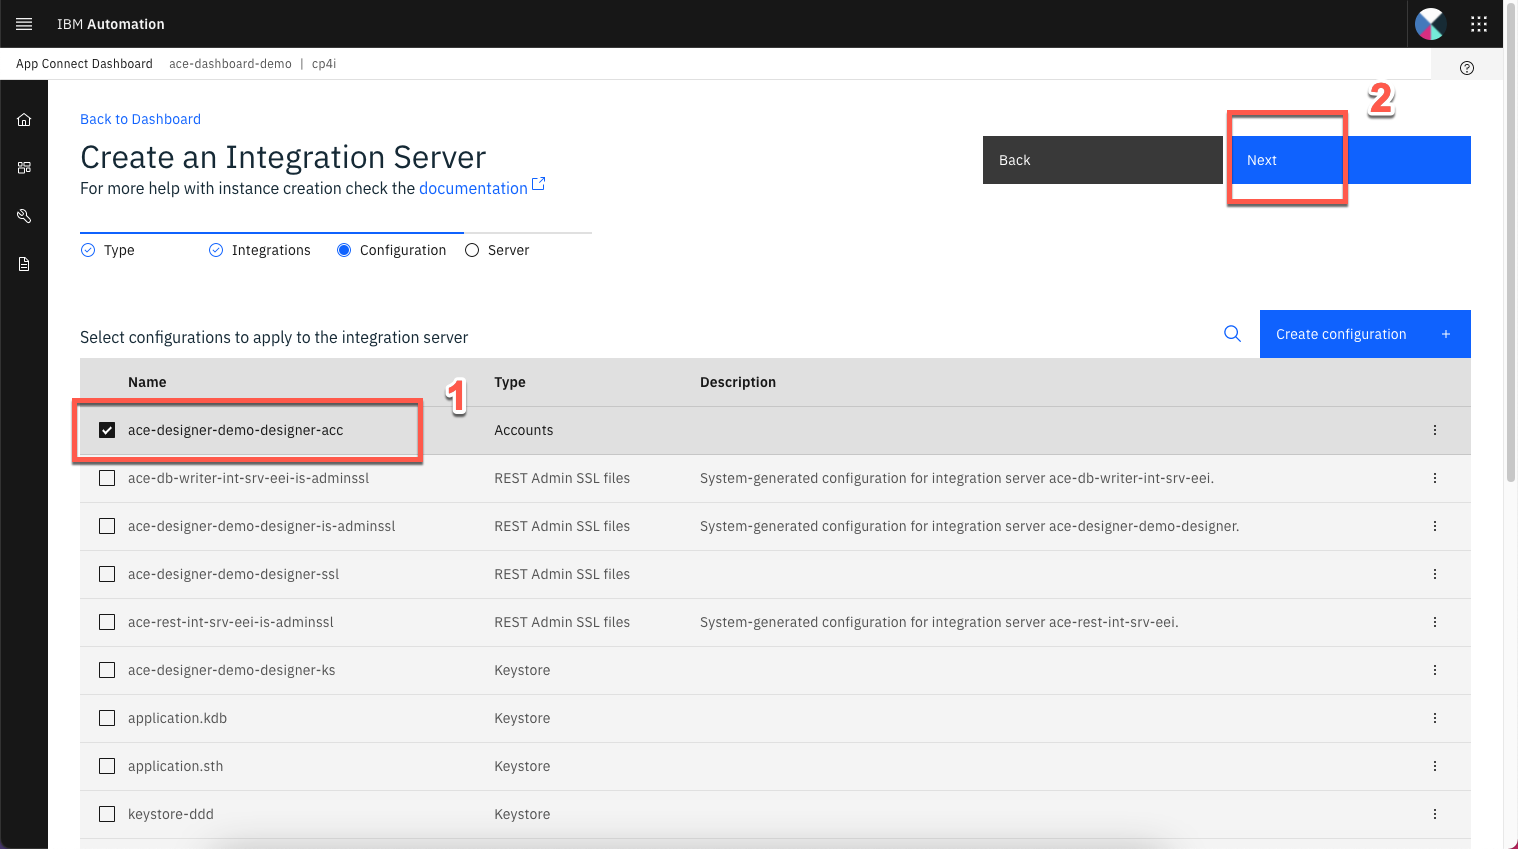 IBM Automation
App Connect Dashboard ace-dashboard-demo | cp4i
Back to Dashboard
2
Create an Integration Server
Back
Next
For more help with instance creation check the documentation
Type
Integrations
Configuration
Server
Select configurations to apply to the integration server
Create configuration +
Name Type Description
1
ace-designer-demo-designer-acc Accounts
ace-db-writer-int-srv-eei-is-adminssl REST Admin SSL files System-generated configuration for integration server ace-db-writer-int-srv-eei.
ace-designer-demo-designer-is-adminssl REST Admin SSL files System-generated configuration for integration server ace-designer-demo-designer.
ace-designer-demo-designer-ssl REST Admin SSL files
ace-rest-int-srv-eei-is-adminssl REST Admin SSL files System-generated configuration for integration server ace-rest-int-srv-eei.
ace-designer-demo-designer-ks Keystore
application.kdb Keystore
application.sth Keystore
keystore-ddd Keystore